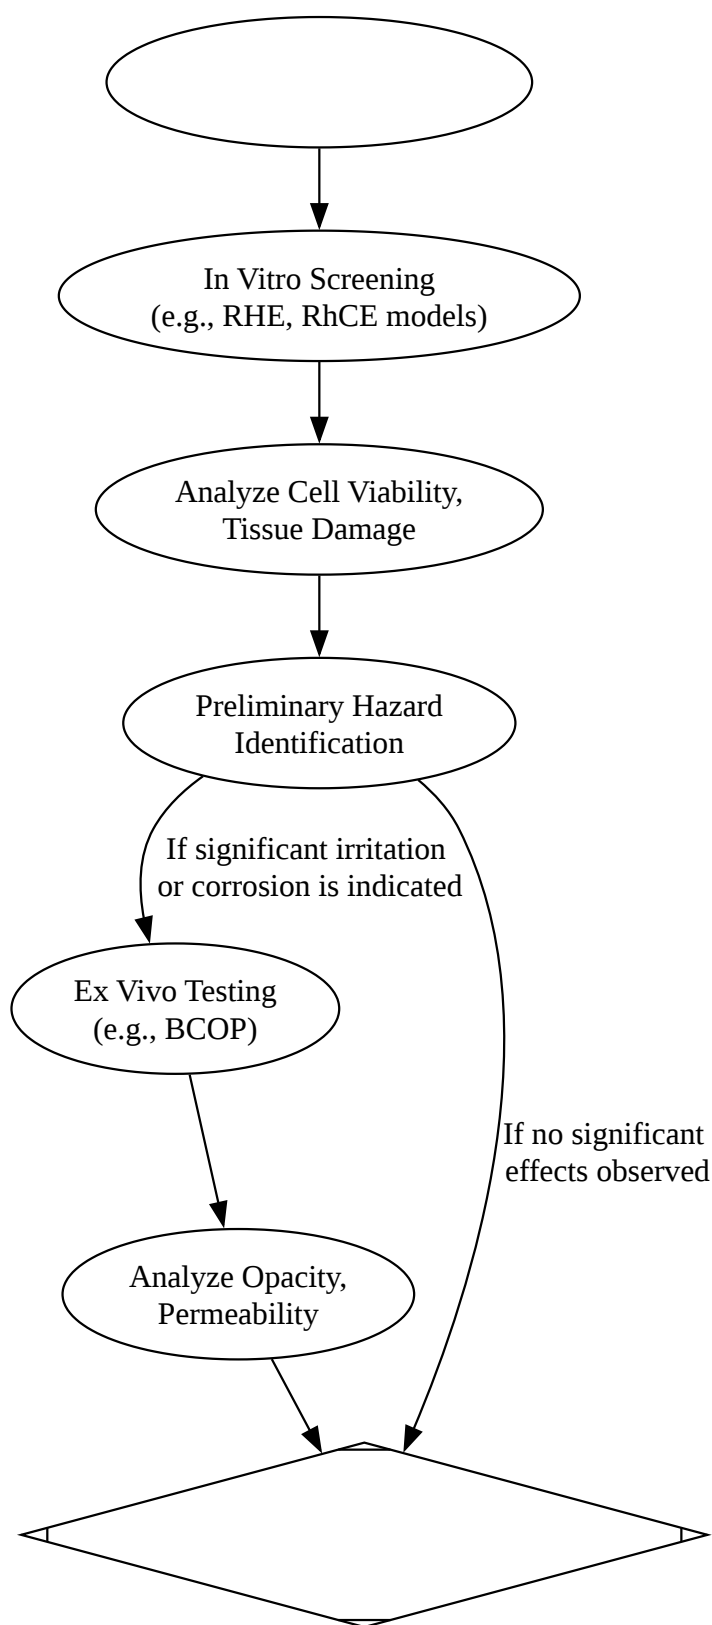 In Vitro Screening
(e.g., RHE, RhCE models)
Analyze Cell Viability,
Tissue Damage
Preliminary Hazard
Identification
If significant irritation
or corrosion is indicated
Ex Vivo Testing
(e.g., BCOP)
If no significant
effects observed
Analyze Opacity,
Permeability